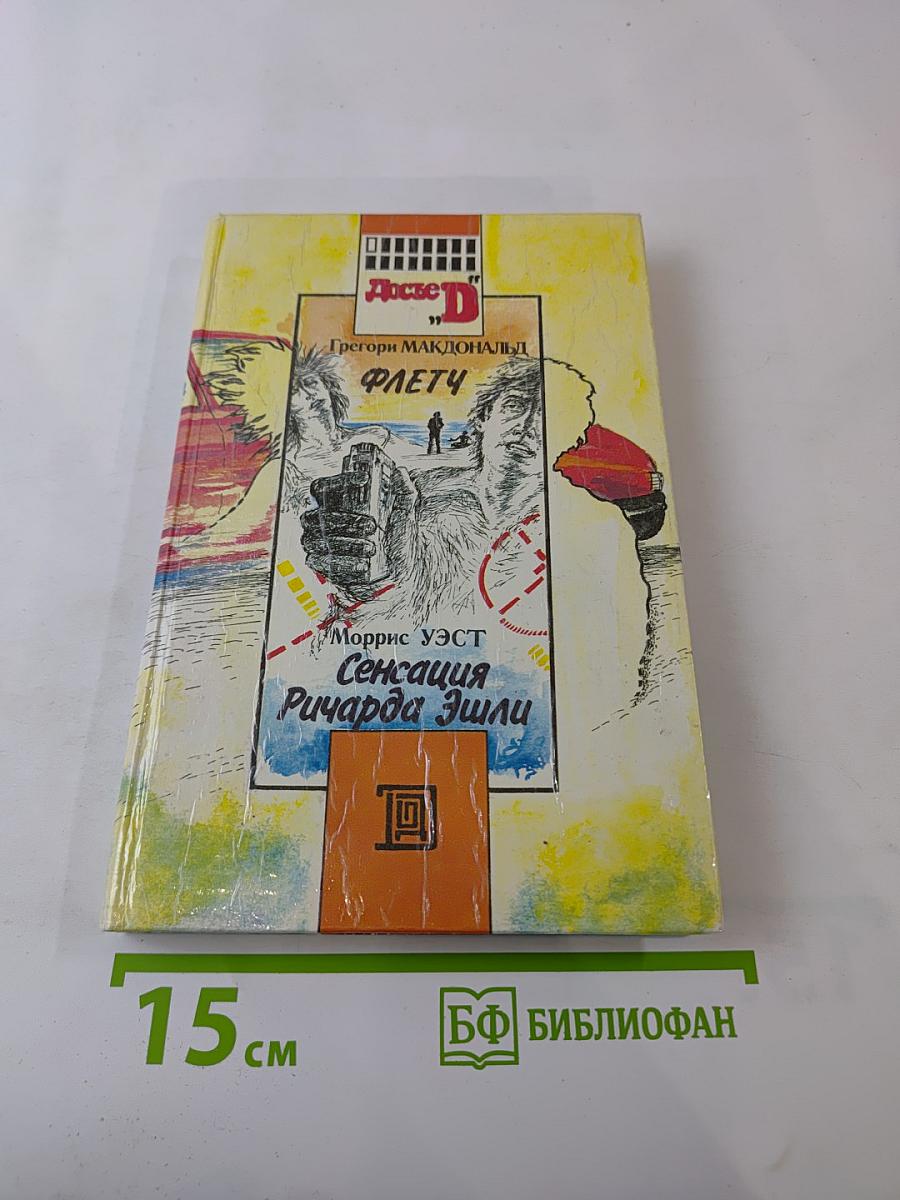 Досье „D“
Грегори МАКДОНАЛЬД
ФЛЕТЧ
Моррис УЭСТ
Сенсация
Ричарда Эшли
15 см
БФ БИБЛИОФАН